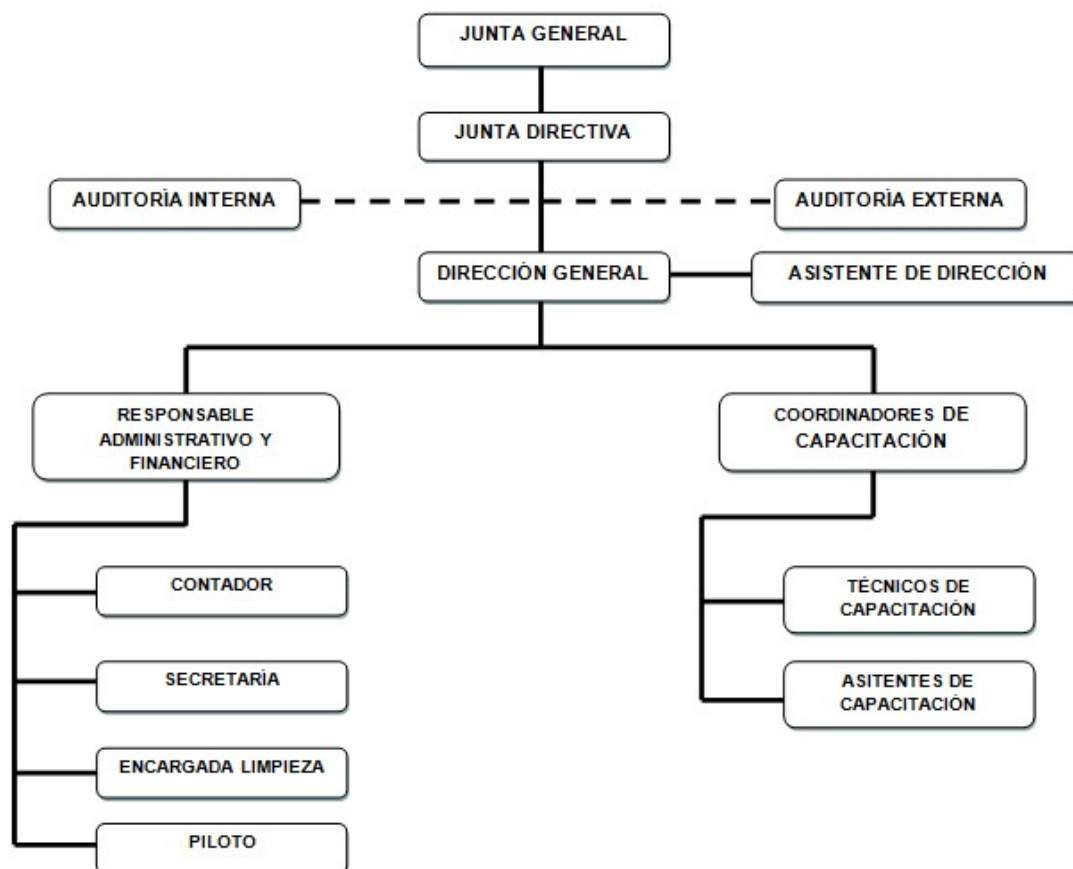 JUNTA GENERAL
JUNTA DIRECTIVA
AUDITORÍA INTERNA
AUDITORÍA EXTERNA
DIRECCIÓN GENERAL
ASISTENTE DE DIRECCIÓN
RESPONSABLE
ADMINISTRATIVO Y
FINANCIERO
COORDINADORES DE
CAPACITACIÓN
CONTADOR
SECRETARÍA
ENCARGADA LIMPIEZA
PILOTO
TÉCNICOS DE
CAPACITACIÓN
ASITENTES DE
CAPACITACIÓN